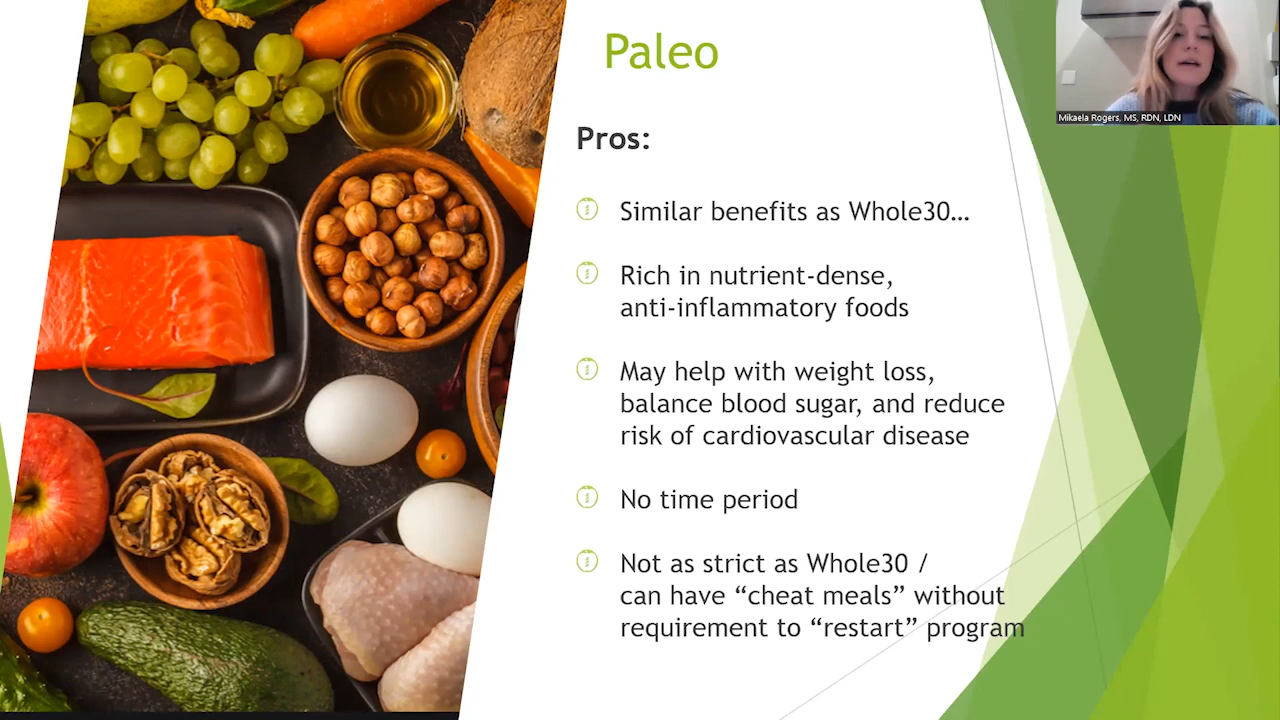 Paleo
Mikaela Rogers, MS, RDN, LDN
Pros:
Similar benefits as Whole30…
Rich in nutrient-dense,
anti-inflammatory foods
May help with weight loss,
balance blood sugar, and reduce
risk of cardiovascular disease
No time period
Not as strict as Whole30 /
can have “cheat meals” without
requirement to “restart” program